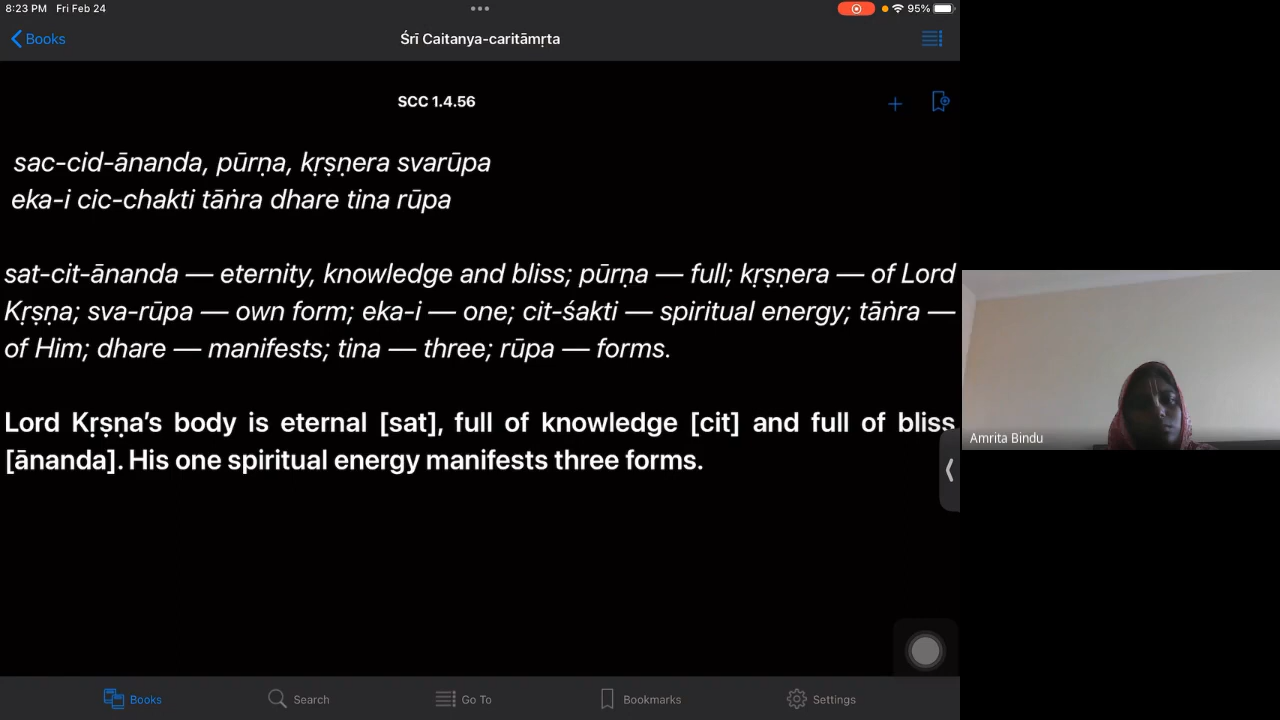 8:23 PM Fri Feb 24
95%
Books
Śrī Caitanya-caritāmṛta
SCC 1.4.56
sac-cid-ānanda, pūrṇa, kṛṣṇera svarūpa
eka-i cic-chakti tāṅra dhare tina rūpa
sat-cit-ānanda — eternity, knowledge and bliss; pūrṇa — full; kṛṣṇera — of Lord
Kṛṣṇa; sva-rūpa — own form; eka-i — one; cit-śakti — spiritual energy; tāṅra —
of Him; dhare — manifests; tina — three; rūpa — forms.
Lord Kṛṣṇa’s body is eternal [sat], full of knowledge [cit] and full of bliss
[ānanda]. His one spiritual energy manifests three forms.
Amrita Bindu
Books Search Go To Bookmarks Settings